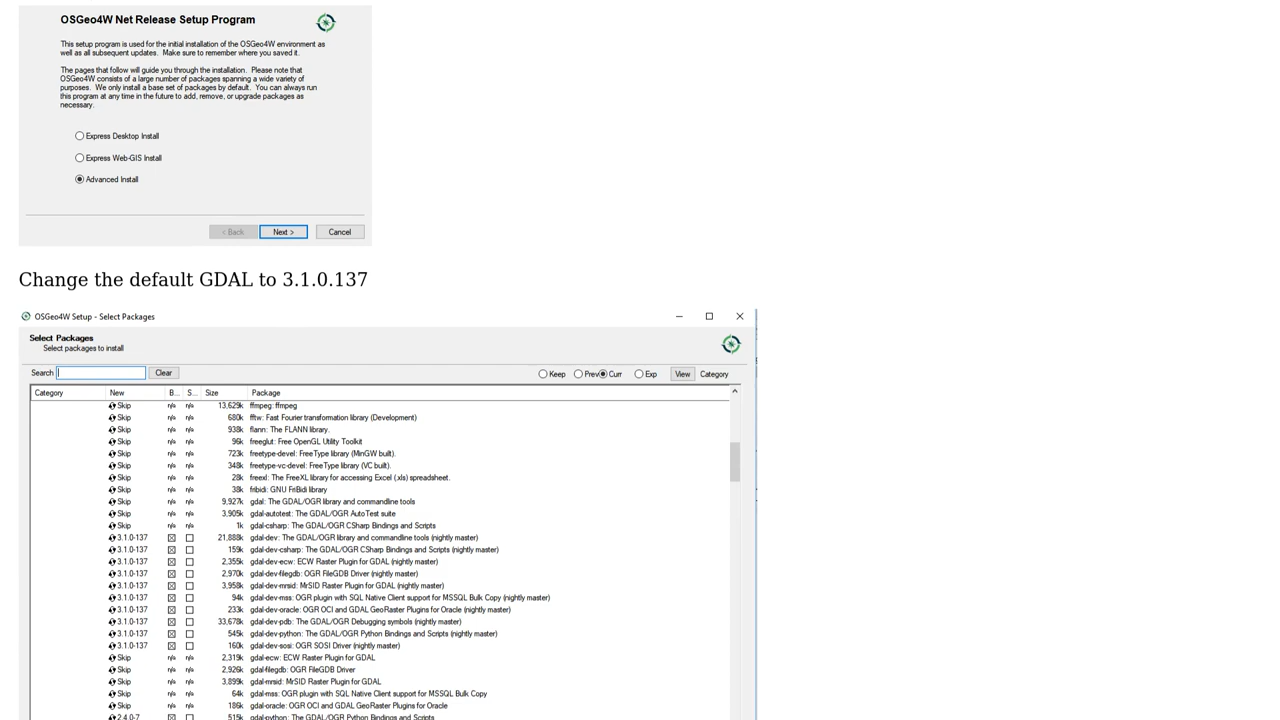 OSGeo4W Net Release Setup Program
This setup program is used for the initial installation of the OSGeo4W environment as
well as all subsequent updates. Make sure to remember where you saved it.
The pages that follow will guide you through the installation. Please note that
OSGeo4W consists of a large number of packages spanning a wide variety of
purposes. We only install a base set of packages by default. You can always run
this program at any time in the future to add, remove, or upgrade packages as
necessary.
Express Desktop Install
Express Web-GIS Install
Advanced Install
< Back Next > Cancel
Change the default GDAL to 3.1.0.137
OSGeo4W Setup - Select Packages
Select Packages
Select packages to install
Search Clear Keep Prev Curr Exp View Category
Category New B... S... Size Package
Skip n/a n/a 13,629k ffmpeg: ffmpeg
Skip n/a n/a 680k fftw: Fast Fourier transformation library (Development)
Skip n/a n/a 938k flann: The FLANN library.
Skip n/a n/a 96k freeglut: Free OpenGL Utility Toolkit
Skip n/a n/a 723k freetype-devel: FreeType library (MinGW built).
Skip n/a n/a 348k freetype-vc-devel: FreeType library (VC built).
Skip n/a n/a 28k freexl: The FreeXL library for accessing Excel (.xls) spreadsheet.
Skip n/a n/a 38k fribidi: GNU FriBidi library
Skip n/a n/a 9,927k gdal: The GDAL/OGR library and commandline tools
Skip n/a n/a 3,905k gdal-autotest: The GDAL/OGR AutoTest suite
Skip n/a n/a 1k gdal-csharp: The GDAL/OGR CSharp Bindings and Scripts
3.1.0-137 21,888k gdal-dev: The GDAL/OGR library and commandline tools (nightly master)
3.1.0-137 159k gdal-dev-csharp: The GDAL/OGR CSharp Bindings and Scripts (nightly master)
3.1.0-137 2,355k gdal-dev-ecw: ECW Raster Plugin for GDAL (nightly master)
3.1.0-137 2,970k gdal-dev-filegdb: OGR FileGDB Driver (nightly master)
3.1.0-137 3,958k gdal-dev-mrsid: MrSID Raster Plugin for GDAL (nightly master)
3.1.0-137 94k gdal-dev-mss: OGR plugin with SQL Native Client support for MSSQL Bulk Copy (nightly master)
3.1.0-137 233k gdal-dev-oracle: OGR OCI and GDAL GeoRaster Plugins for Oracle (nightly master)
3.1.0-137 33,678k gdal-dev-pdb: The GDAL/OGR Debugging symbols (nightly master)
3.1.0-137 545k gdal-dev-python: The GDAL/OGR Python Bindings and Scripts (nightly master)
3.1.0-137 160k gdal-dev-sosi: OGR SOSI Driver (nightly master)
Skip n/a n/a 2,319k gdal-ecw: ECW Raster Plugin for GDAL
Skip n/a n/a 2,926k gdal-filegdb: OGR FileGDB Driver
Skip n/a n/a 3,899k gdal-mrsid: MrSID Raster Plugin for GDAL
Skip n/a n/a 64k gdal-mss: OGR plugin with SQL Native Client support for MSSQL Bulk Copy
Skip n/a n/a 186k gdal-oracle: OGR OCI and GDAL GeoRaster Plugins for Oracle
2.4.0-7 515k gdal-python: The GDAL/OGR Python Bindings and Scripts